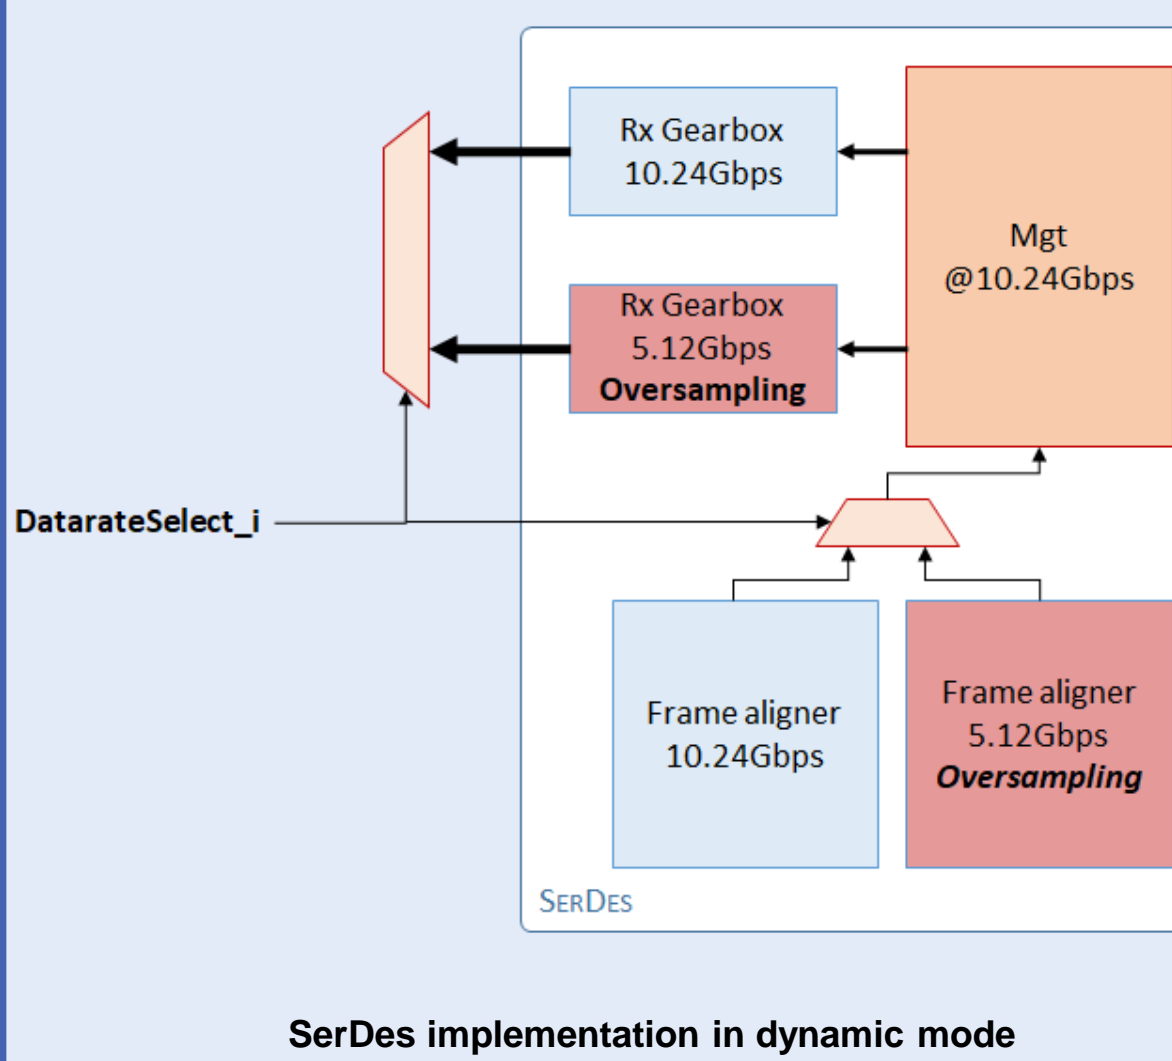 Rx Gearbox
10.24Gbps
Mgt
@10.24Gbps
Rx Gearbox
5.12Gbps
Oversampling
DatarateSelect_i
Frame aligner
10.24Gbps
Frame aligner
5.12Gbps
Oversampling
SERDES
SerDes implementation in dynamic mode